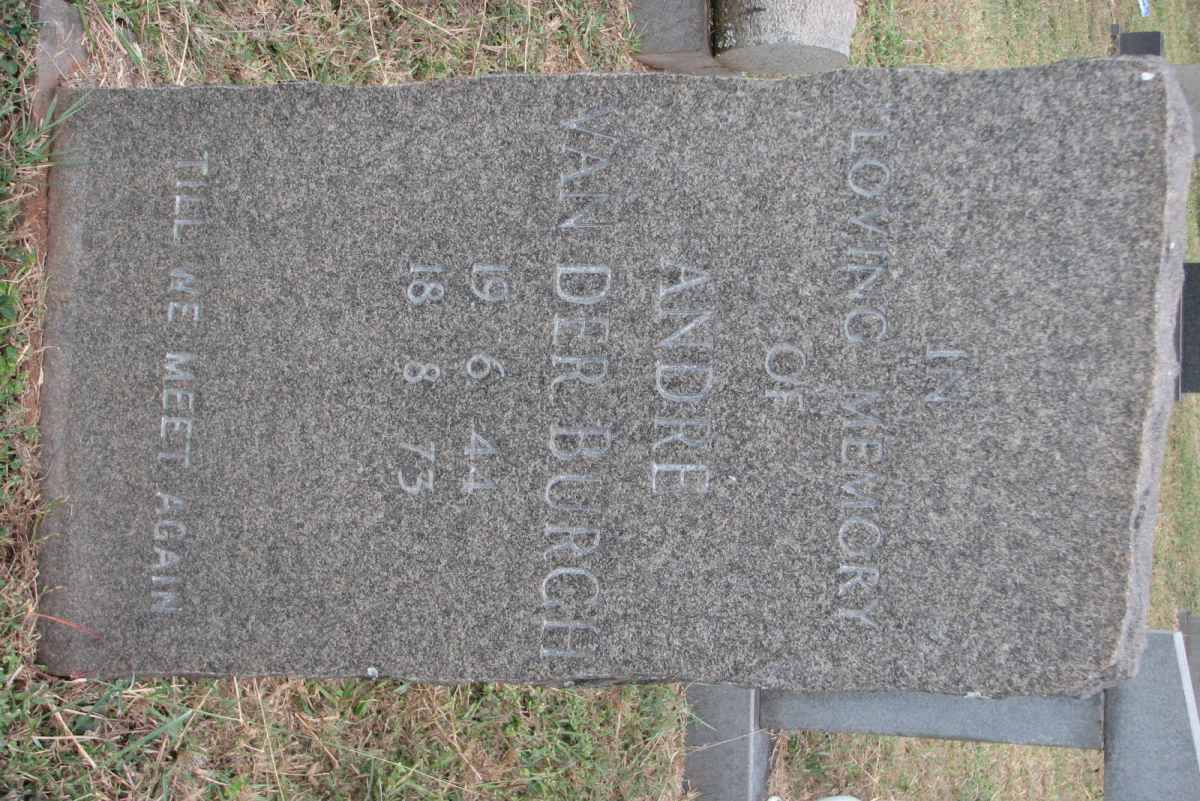 IN
LOVING MEMORY
OF
ANDRE
VAN DER BURGH
19 6 44
18 8 73
TILL WE MEET AGAIN